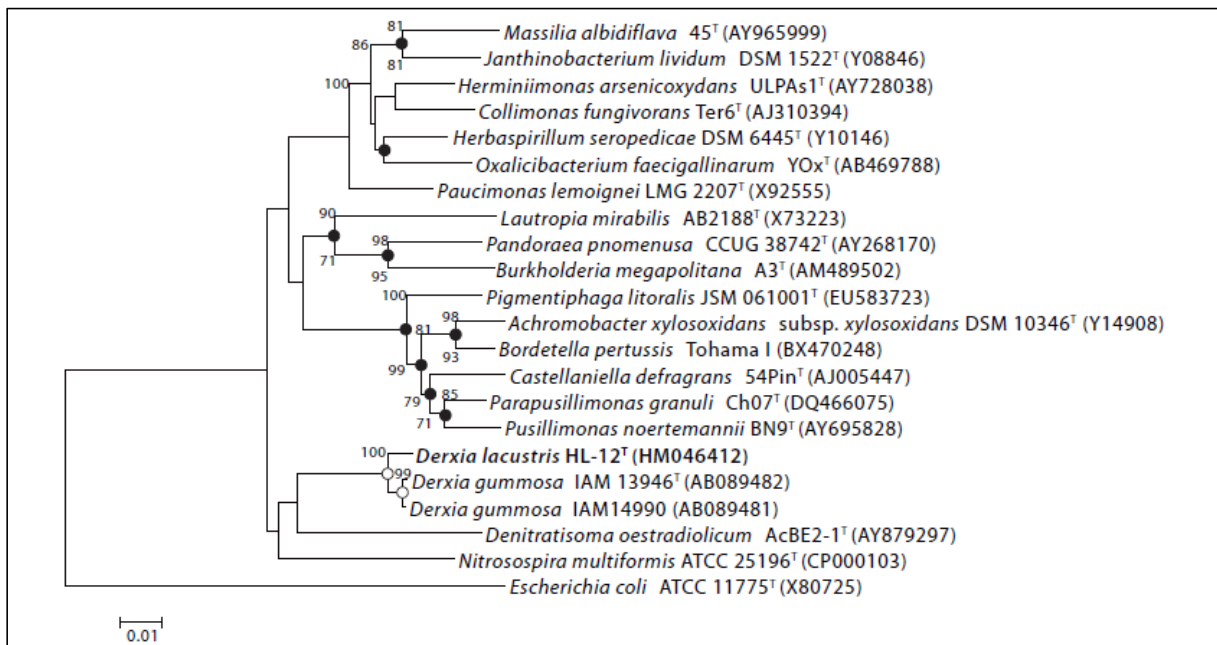 81
Massilia albidiflava 45ᵀ (AY965999)
86
81
Janthinobacterium lividum DSM 1522ᵀ (Y08846)
100
Herminiimonas arsenicoxydans ULPAs1ᵀ (AY728038)
Collimonas fungivorans Ter6ᵀ (AJ310394)
Herbaspirillum seropedicae DSM 6445ᵀ (Y10146)
Oxalicibacterium faecigallinarum YOxᵀ (AB469788)
Paucimonas lemoignei LMG 2207ᵀ (X92555)
90
Lautropia mirabilis AB2188ᵀ (X73223)
98
Pandoraea pnomenusa CCUG 38742ᵀ (AY268170)
71
95
Burkholderia megapolitana A3ᵀ (AM489502)
100
Pigmentiphaga litoralis JSM 061001ᵀ (EU583723)
81
98
Achromobacter xylosoxidans subsp. xylosoxidans DSM 10346ᵀ (Y14908)
93
Bordetella pertussis Tohama I (BX470248)
99
Castellaniella defragrans 54Pinᵀ (AJ005447)
79
85
Parapusillimonas granuli Ch07ᵀ (DQ466075)
71
Pusillimonas noertemannii BN9ᵀ (AY695828)
100
Derxia lacustris HL-12ᵀ (HM046412)
99
Derxia gummosa IAM 13946ᵀ (AB089482)
Derxia gummosa IAM14990 (AB089481)
Denitratisoma oestradiolicum AcBE2-1ᵀ (AY879297)
Nitrosospira multiformis ATCC 25196ᵀ (CP000103)
Escherichia coli ATCC 11775ᵀ (X80725)
0.01